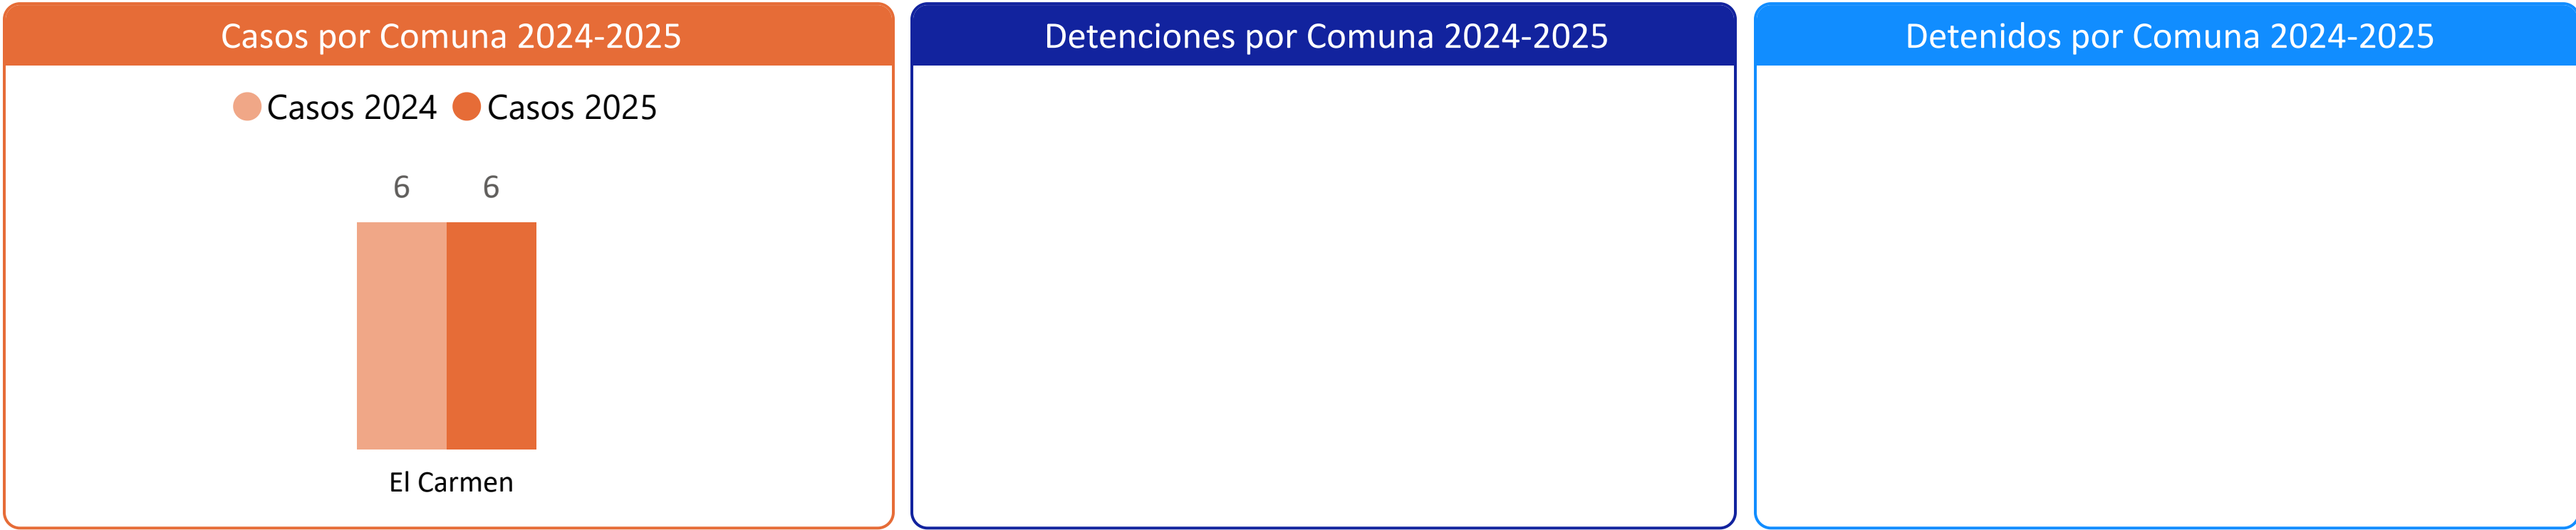 Casos por Comuna 2024-2025
Casos 2024 Casos 2025
6 6
El Carmen
Detenciones por Comuna 2024-2025
Detenidos por Comuna 2024-2025